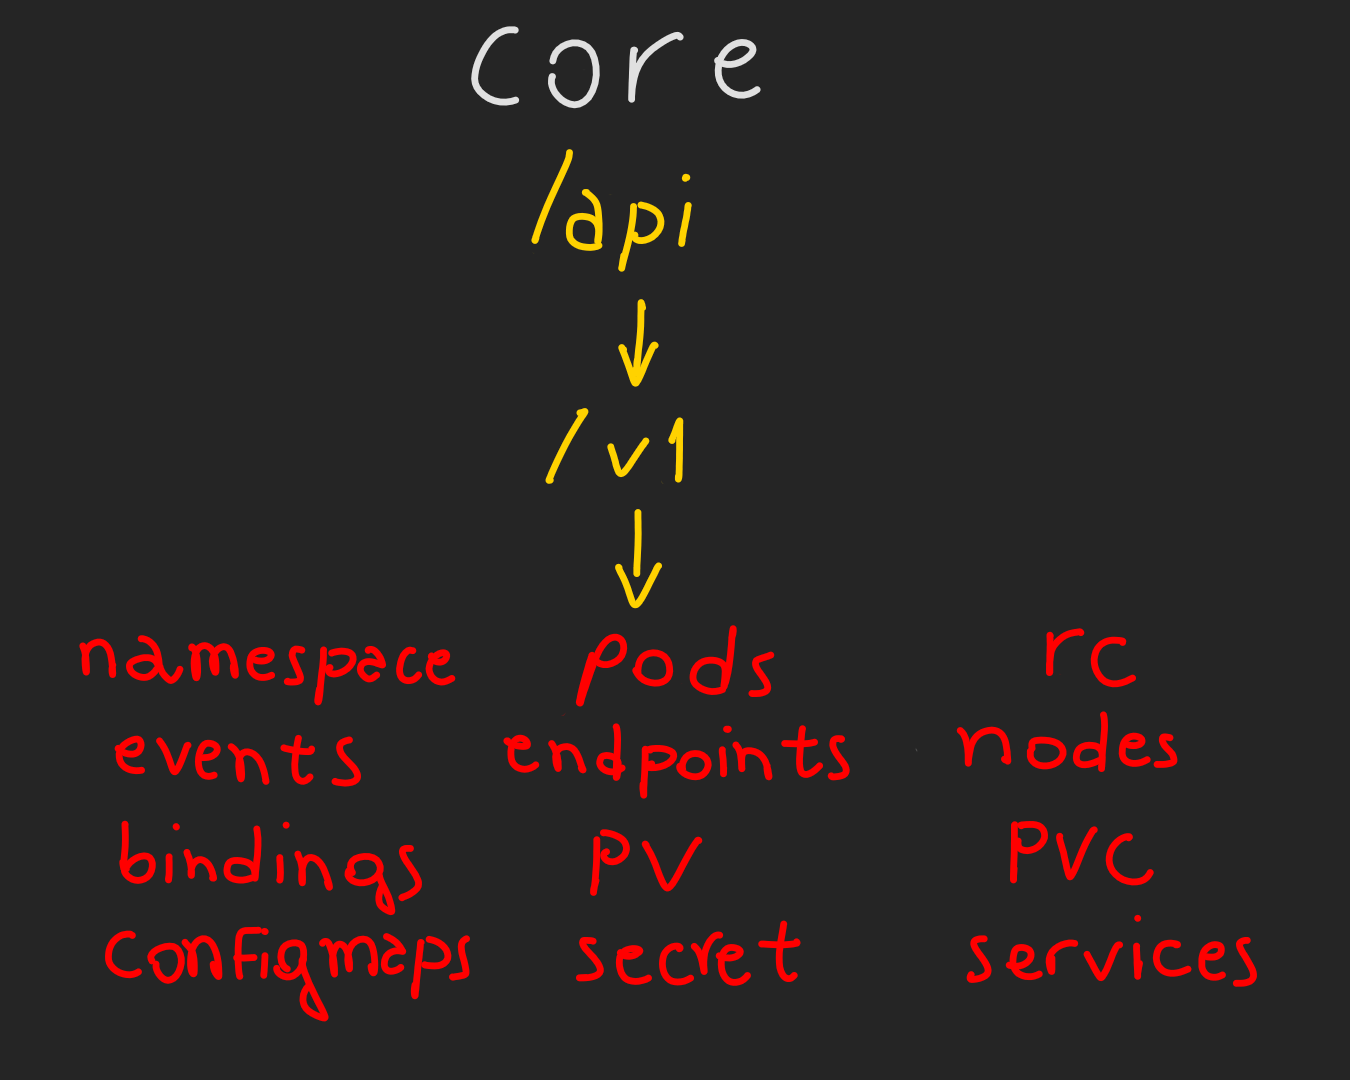 core
/api
/v1
namespace pods rc
events endpoints nodes
bindings PV PVC
configmaps secret services